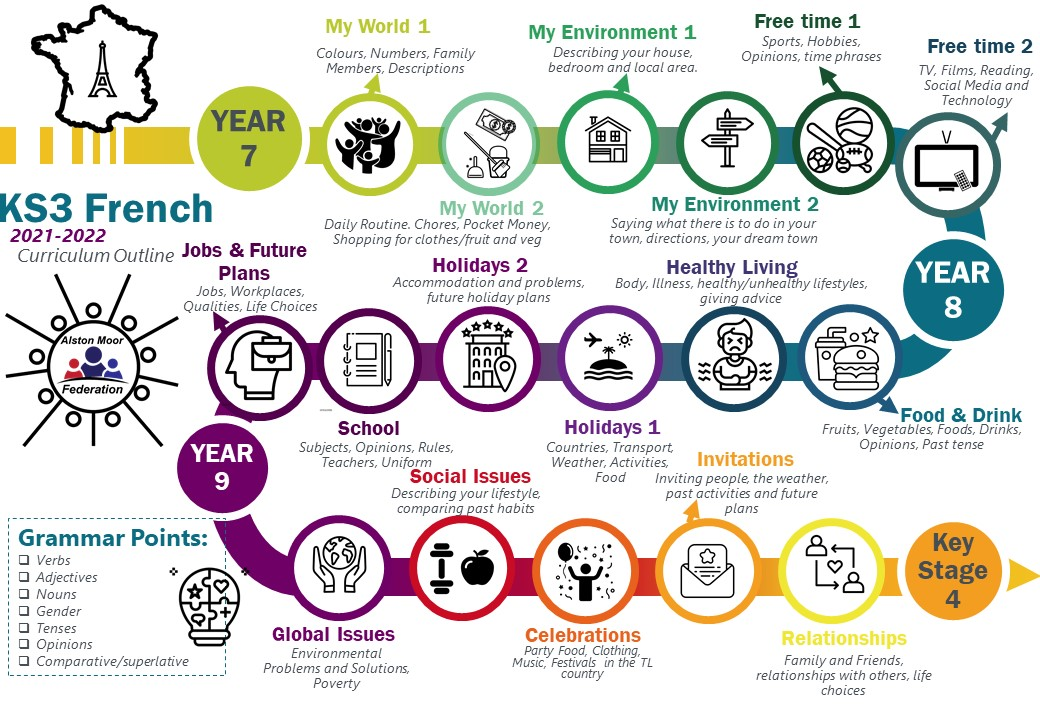 My World 1
Colours, Numbers, Family
Members, Descriptions
My Environment 1
Describing your house,
bedroom and local area.
Free time 1
Sports, Hobbies,
Opinions, time phrases
Free time 2
TV, Films, Reading,
Social Media and
Technology
YEAR
7
KS3 French
2021-2022
Curriculum Outline
My World 2
Daily Routine. Chores, Pocket Money,
Shopping for clothes/fruit and veg
My Environment 2
Saying what there is to do in your
town, directions, your dream town
YEAR
8
Jobs & Future
Plans
Jobs, Workplaces,
Qualities, Life Choices
Holidays 2
Accommodation and problems,
future holiday plans
Healthy Living
Body, Illness, healthy/unhealthy lifestyles,
giving advice
Alston Moor
Federation
School
Subjects, Opinions, Rules,
Teachers, Uniform
Holidays 1
Countries, Transport,
Weather, Activities,
Food
Food & Drink
Fruits, Vegetables, Foods, Drinks,
Opinions, Past tense
YEAR
9
Social Issues
Describing your lifestyle,
comparing past habits
Invitations
Inviting people, the weather,
past activities and future
plans
Grammar Points:
Verbs
Adjectives
Nouns
Gender
Tenses
Opinions
Comparative/superlative
Key
Stage
4
Global Issues
Environmental
Problems and Solutions,
Poverty
Celebrations
Party Food, Clothing,
Music, Festivals in the TL
country
Relationships
Family and Friends,
relationships with others, life
choices